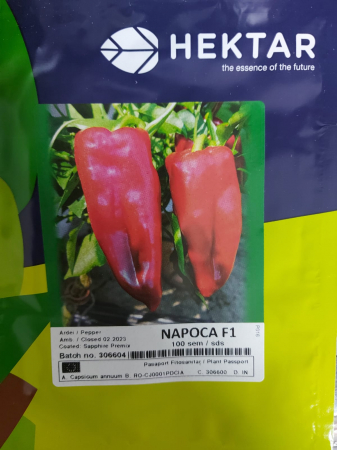 HEKTAR
the essence of the future
Ardei / Pepper
Amb. / Closed 02.2023
Coated: Sapphire Premix
NAPOCA F1
100 sem / sds
Batch no. 306604
Pasaport Fitosanitar / Plant Passport
A. Capsicum annuum B. RO-CJ0001PDCIA C. 306600 D. IN